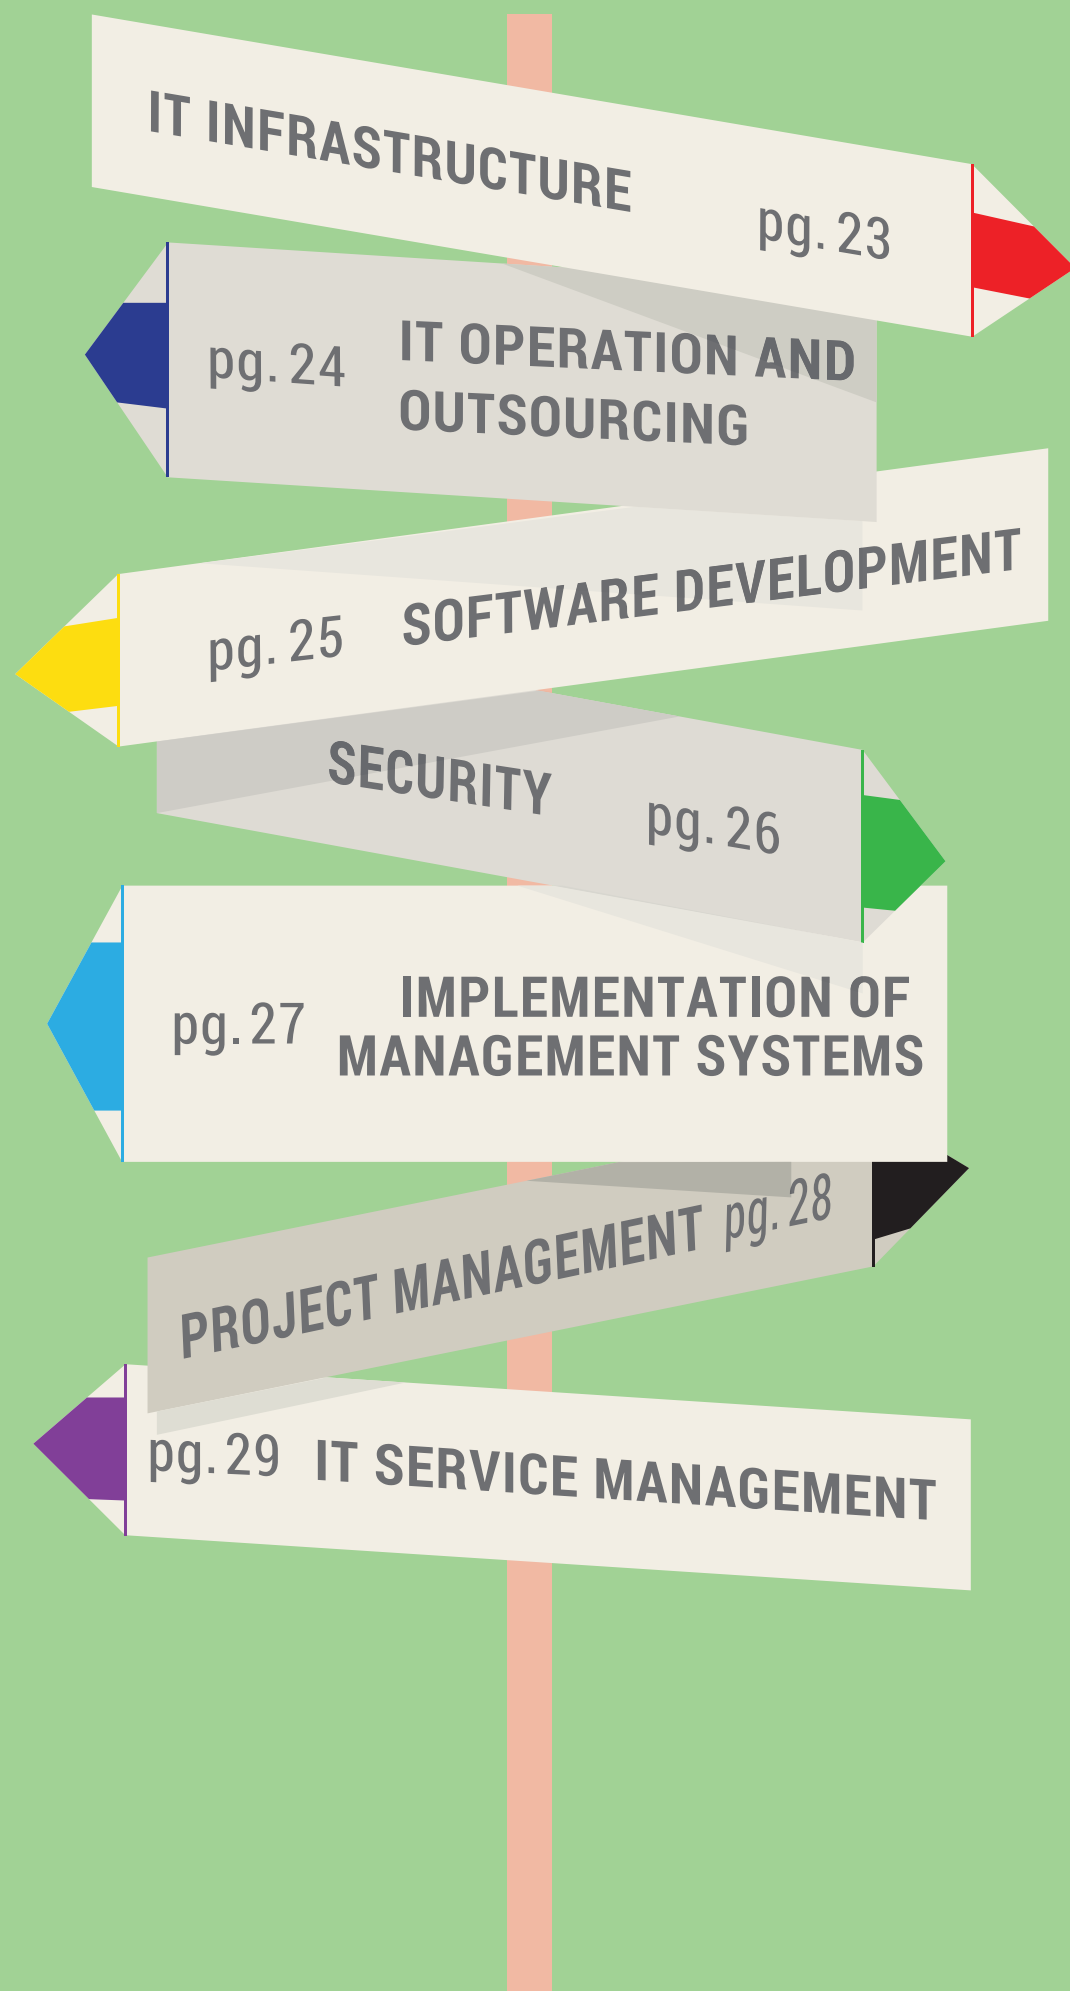 IT INFRASTRUCTURE
pg. 23
pg. 24
IT OPERATION AND
OUTSOURCING
pg. 25
SOFTWARE DEVELOPMENT
SECURITY
pg. 26
pg. 27
IMPLEMENTATION OF
MANAGEMENT SYSTEMS
PROJECT MANAGEMENT pg. 28
pg. 29 IT SERVICE MANAGEMENT